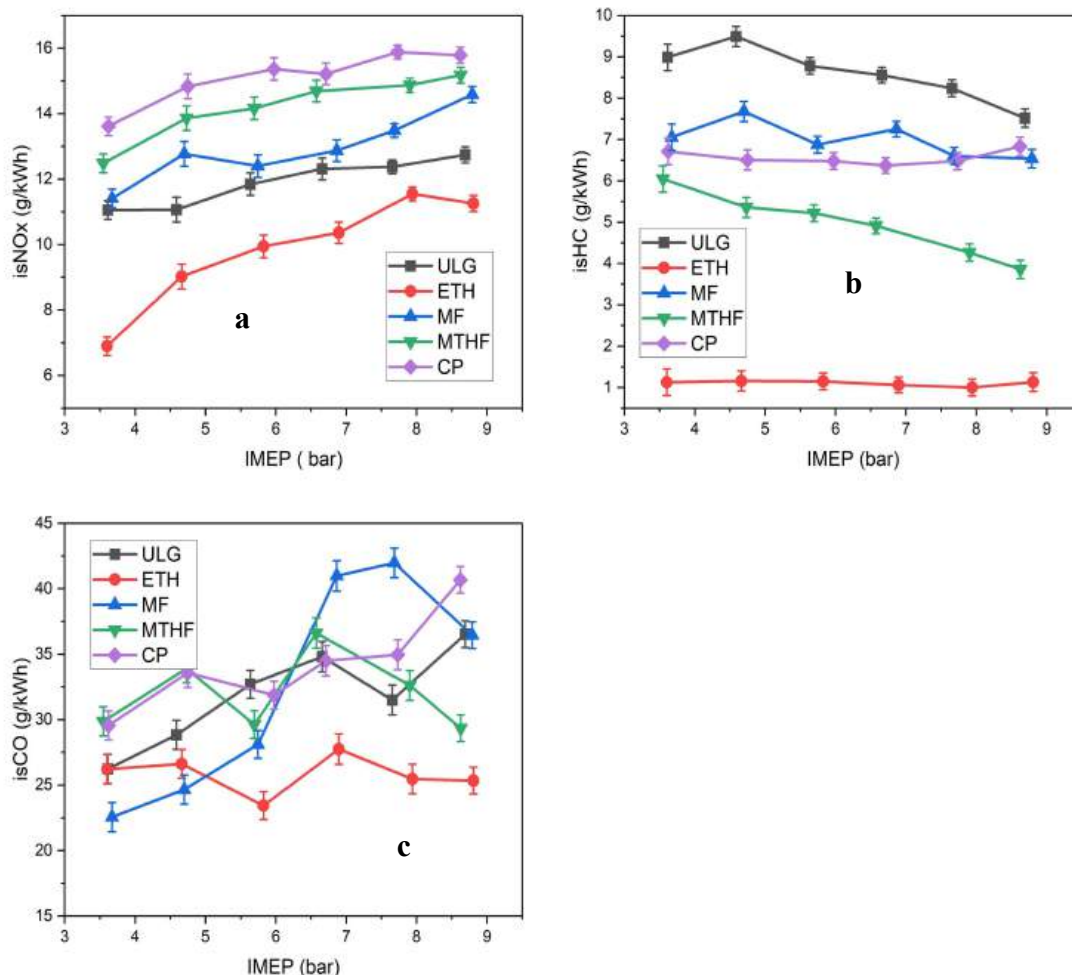 16
14
12
10
8
6
isNOx (g/kWh)
a
ULG
ETH
MF
MTHF
CP
3 4 5 6 7 8 9
IMEP ( bar)
10
9
8
7
6
5
4
3
2
1
isHC (g/kWh)
ULG
ETH
MF
MTHF
CP
b
3 4 5 6 7 8 9
IMEP (bar)
45
40
35
30
25
20
15
isCO (g/kWh)
ULG
ETH
MF
MTHF
CP
c
3 4 5 6 7 8 9
IMEP (bar)